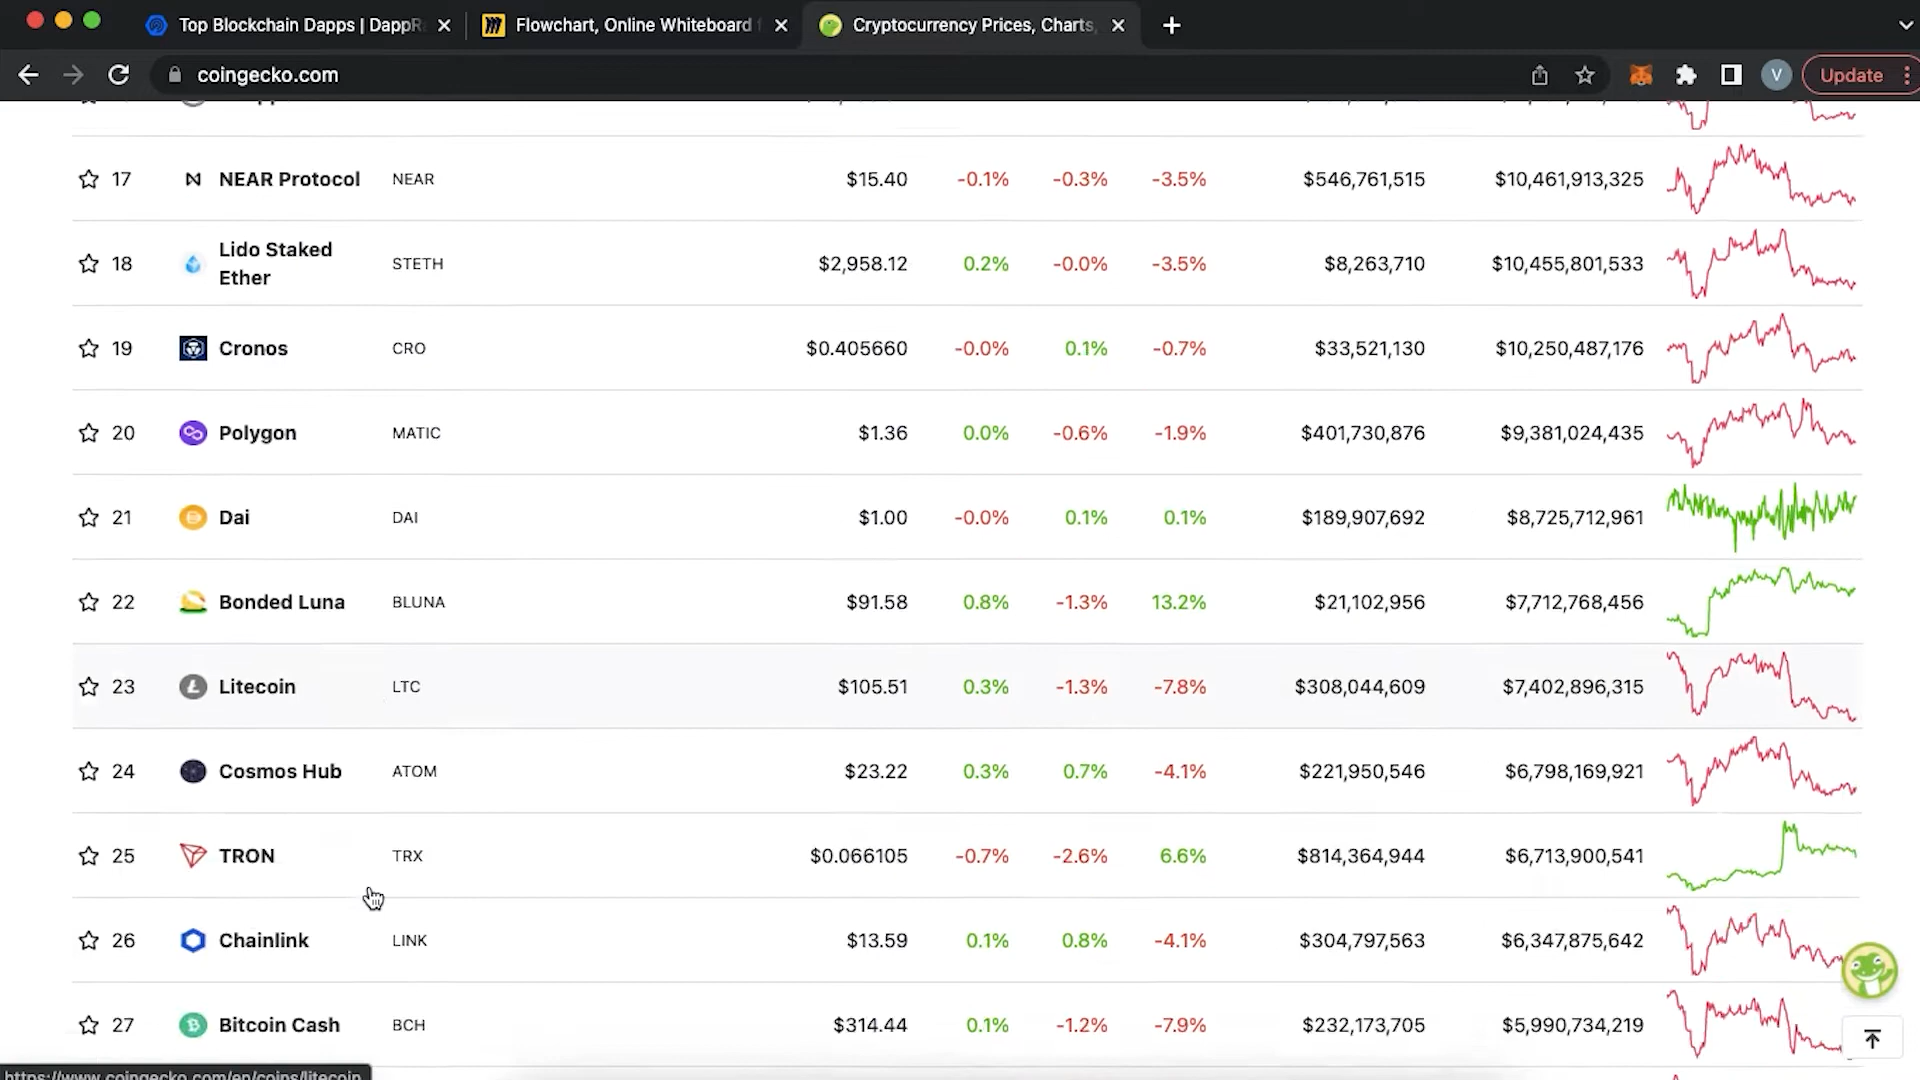 Top Blockchain Dapps | DappR
Flowchart, Online Whiteboard f
Cryptocurrency Prices, Charts,
coingecko.com
V
Update
17 NEAR Protocol NEAR $15.40 -0.1% -0.3% -3.5% $546,761,515 $10,461,913,325
18 Lido Staked Ether STETH $2,958.12 0.2% -0.0% -3.5% $8,263,710 $10,455,801,533
19 Cronos CRO $0.405660 -0.0% 0.1% -0.7% $33,521,130 $10,250,487,176
20 Polygon MATIC $1.36 0.0% -0.6% -1.9% $401,730,876 $9,381,024,435
21 Dai DAI $1.00 -0.0% 0.1% 0.1% $189,907,692 $8,725,712,961
22 Bonded Luna BLUNA $91.58 0.8% -1.3% 13.2% $21,102,956 $7,712,768,456
23 Litecoin LTC $105.51 0.3% -1.3% -7.8% $308,044,609 $7,402,896,315
24 Cosmos Hub ATOM $23.22 0.3% 0.7% -4.1% $221,950,546 $6,798,169,921
25 TRON TRX $0.066105 -0.7% -2.6% 6.6% $814,364,944 $6,713,900,541
26 Chainlink LINK $13.59 0.1% 0.8% -4.1% $304,797,563 $6,347,875,642
27 Bitcoin Cash BCH $314.44 0.1% -1.2% -7.9% $232,173,705 $5,990,734,219
https://www.coingecko.com/en/coins/litecoin